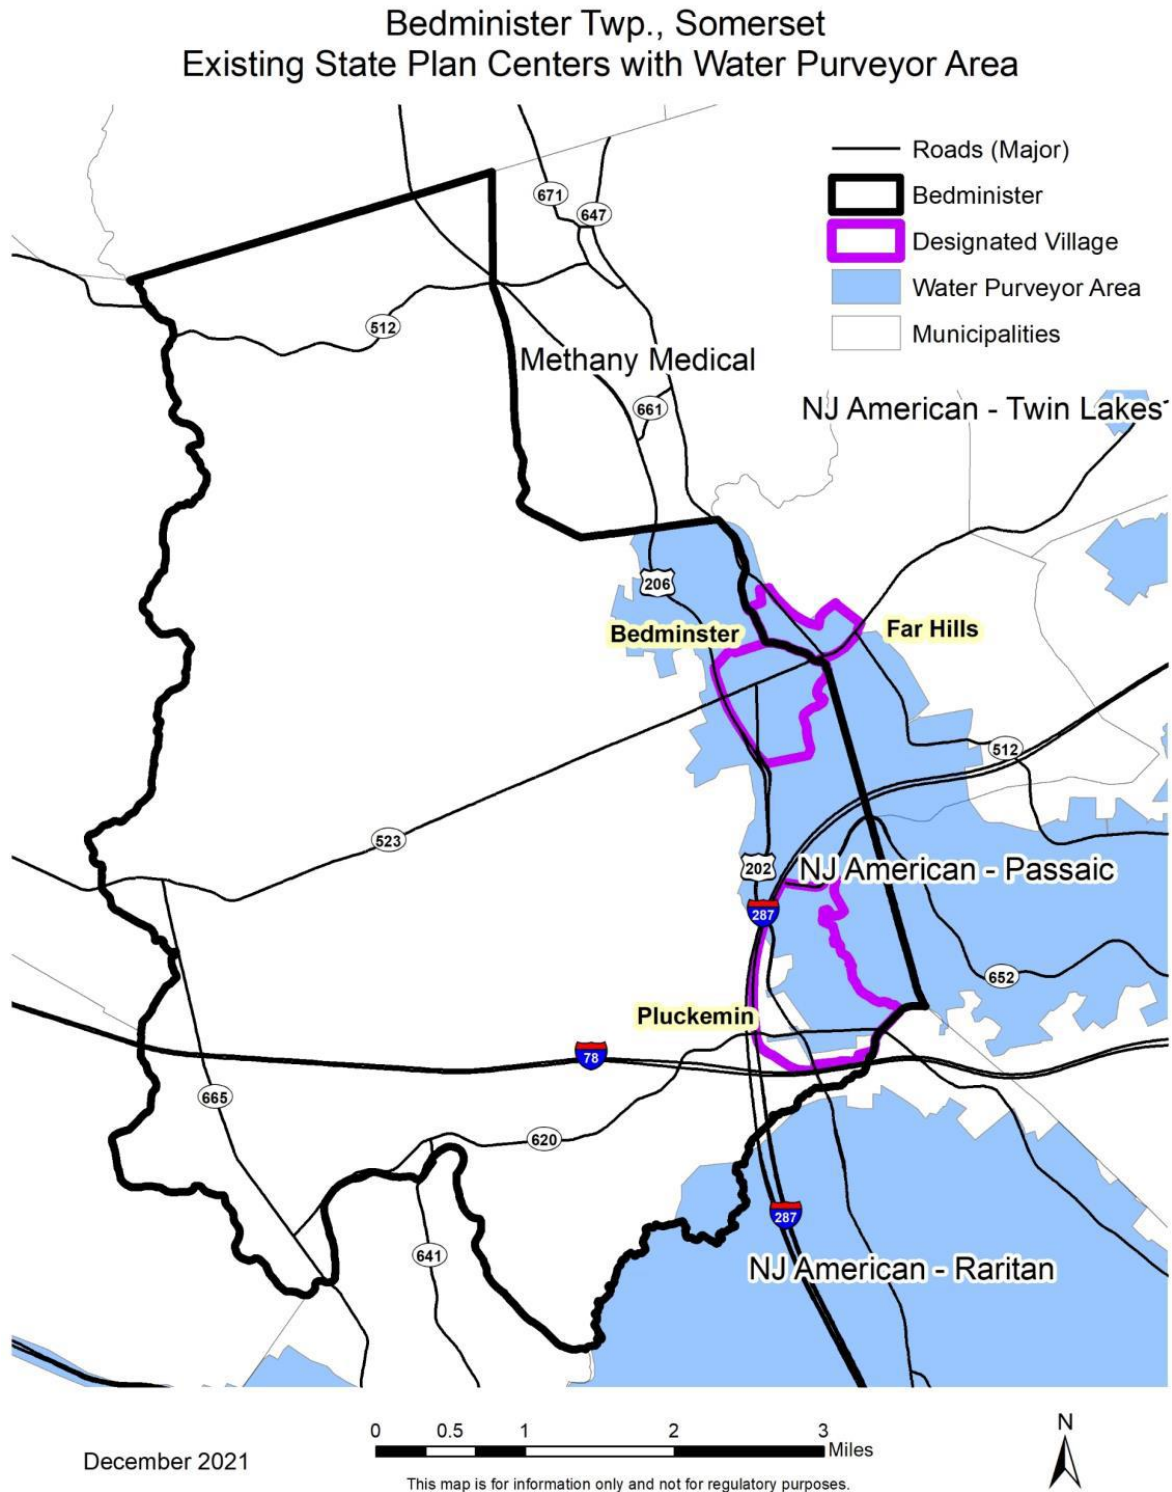 Bedminister Twp., Somerset
Existing State Plan Centers with Water Purveyor Area
Roads (Major)
Bedminister
Designated Village
Water Purveyor Area
Municipalities
671
647
512
Methany Medical
661
NJ American - Twin Lakes
206
Bedminster
Far Hills
512
523
202
NJ American - Passaic
287
652
Pluckemin
78
665
620
287
641
NJ American - Raritan
N
0 0.5 1 2 3
Miles
December 2021
This map is for information only and not for regulatory purposes.